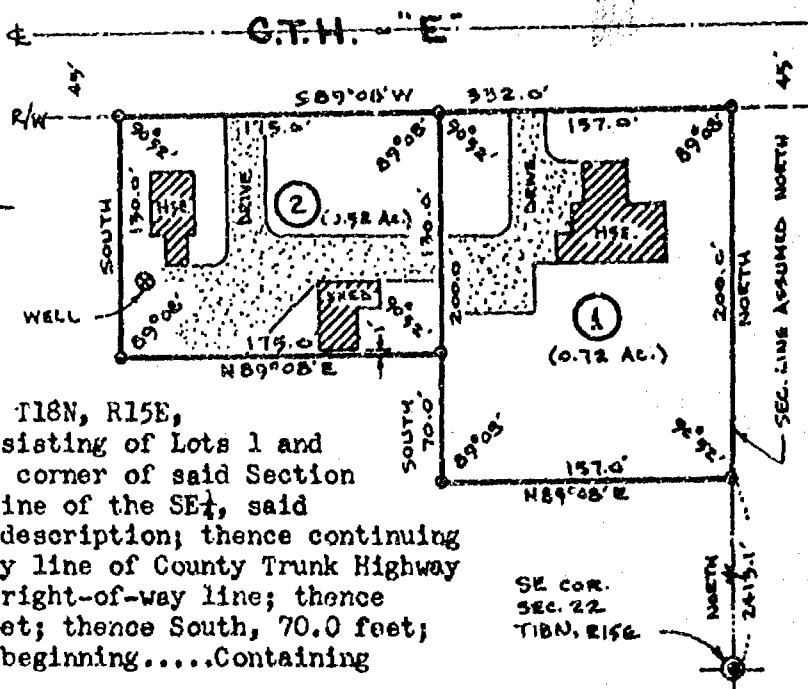 ℄ C.T.H. - "E"
45'
45'
R/W
S89°08'W 332.0'
175.0'
157.0'
90°52'
89°08'
90°52'
89°08'
DRIVE
DRIVE
HSE.
HSE.
2
(0.52 Ac.)
SOUTH
130.0'
130.0'
200.0'
200.0'
NORTH
SEC. LINE ASSUMED NORTH
WELL
SHED
90°52'
89°08'
175.0'
1'
N89°08'E
1
(0.72 Ac.)
SOUTH
70.0'
89°08'
90°52'
157.0'
N89°08'E
T18N, R15E,
sisting of Lots 1 and
corner of said Section
ine of the SE¼, said
description; thence continuing
y line of County Trunk Highway
right-of-way line; thence
et; thence South, 70.0 feet;
beginning.....Containing
SE COR.
SEC. 22
T18N, R15E
NORTH
2413.1'